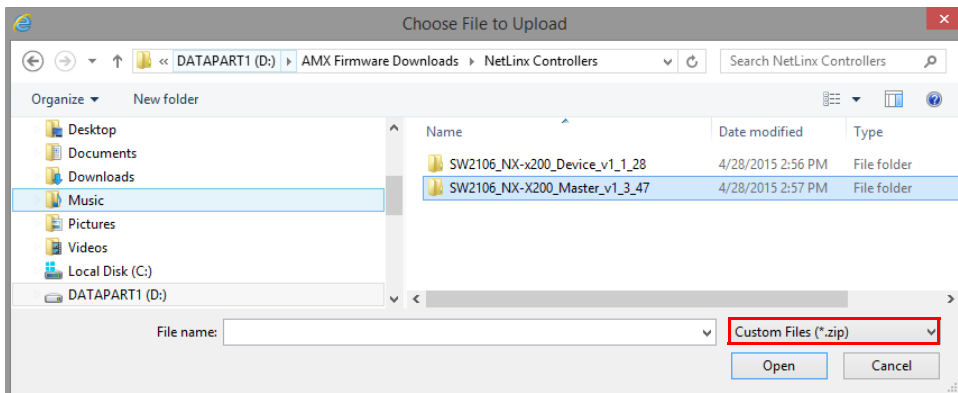 Choose File to Upload
« DATAPART1 (D:) ▸ AMX Firmware Downloads ▸ NetLinx Controllers
Search NetLinx Controllers
Organize
New folder
Desktop
Documents
Downloads
Music
Pictures
Videos
Local Disk (C:)
DATAPART1 (D:)
Name Date modified Type
SW2106_NX-x200_Device_v1_1_28 4/28/2015 2:56 PM File folder
SW2106_NX-X200_Master_v1_3_47 4/28/2015 2:57 PM File folder
File name:
Custom Files (*.zip)
Open
Cancel